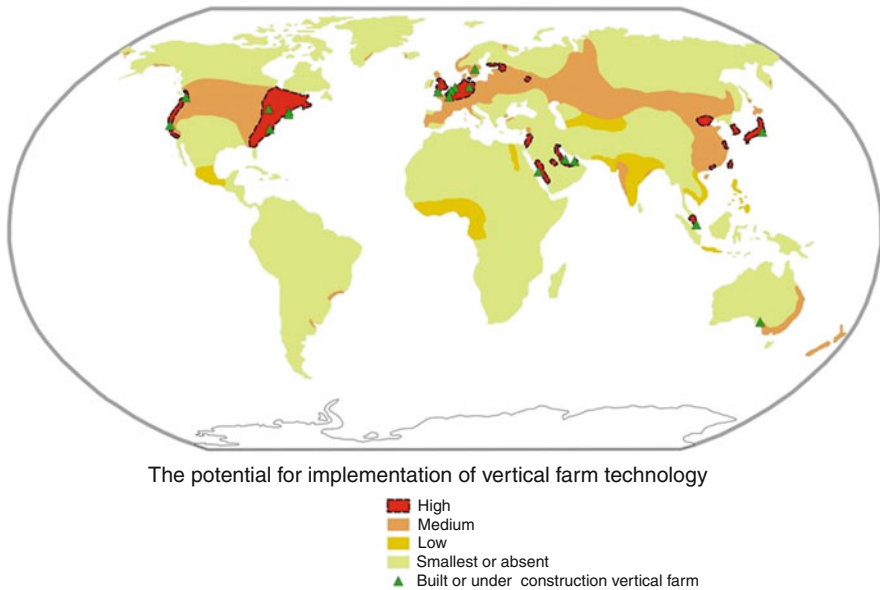 The potential for implementation of vertical farm technology
High
Medium
Low
Smallest or absent
Built or under construction vertical farm